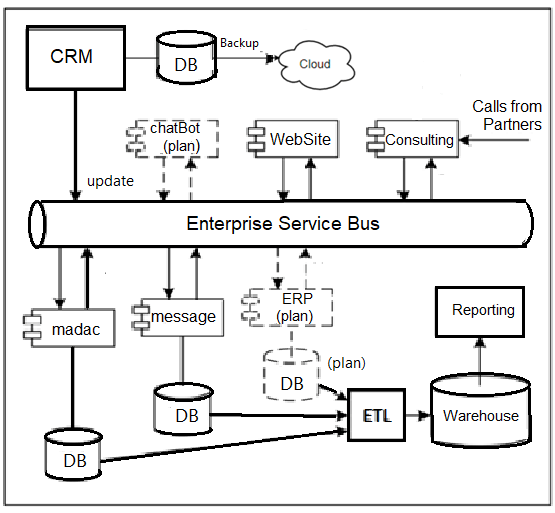 CRM
DB
Backup
Cloud
chatBot
(plan)
WebSite
Consulting
Calls from
Partners
update
Enterprise Service Bus
madac
message
ERP
(plan)
Reporting
DB
(plan)
DB
ETL
Warehouse
DB